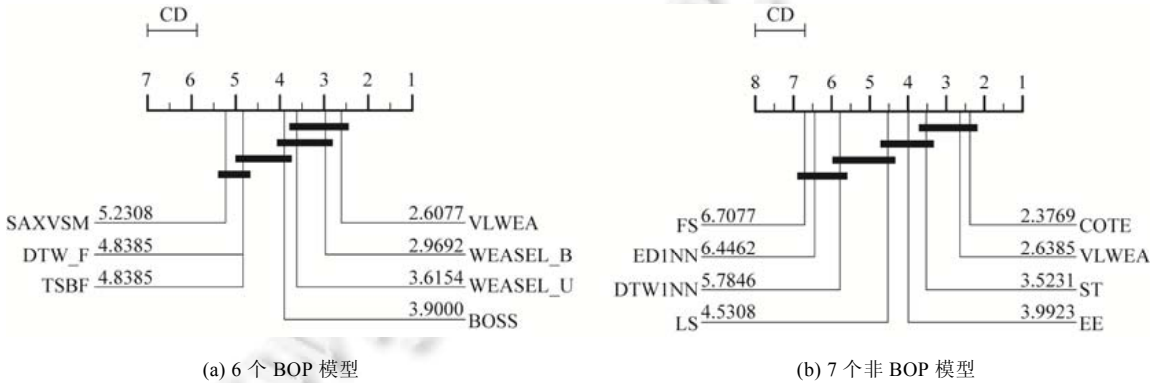 CD
7 6 5 4 3 2 1
SAXVSM 5.2308
DTW_F 4.8385
TSBF 4.8385
2.6077 VLWEA
2.9692 WEASEL_B
3.6154 WEASEL_U
3.9000 BOSS
(a) 6 个 BOP 模型
CD
8 7 6 5 4 3 2 1
FS 6.7077
ED1NN 6.4462
DTW1NN 5.7846
LS 4.5308
2.3769 COTE
2.6385 VLWEA
3.5231 ST
3.9923 EE
(b) 7 个非 BOP 模型